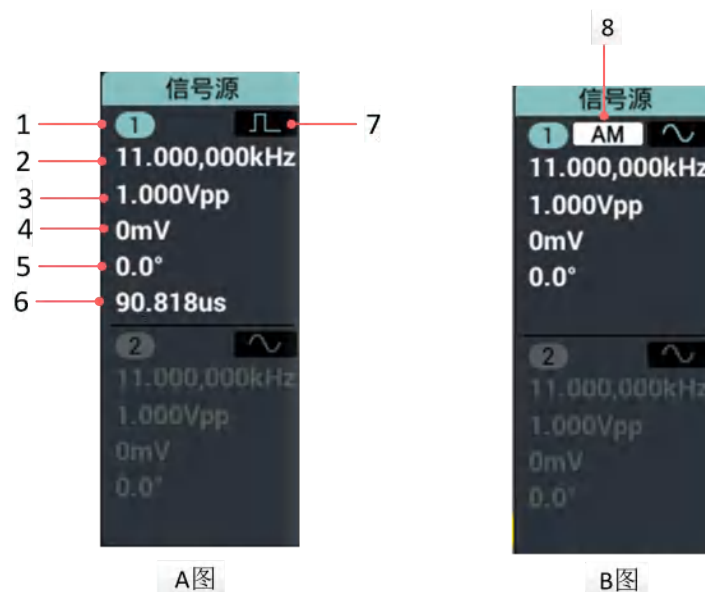 8
信号源
1
1
2
11.000,000kHz
3
1.000Vpp
4
0mV
5
0.0°
6
90.818us
7
2
11.000,000kHz
1.000Vpp
0mV
0.0°
A图
信号源
1 AM
11.000,000kHz
1.000Vpp
0mV
0.0°
2
11.000,000kHz
1.000Vpp
0mV
0.0°
B图